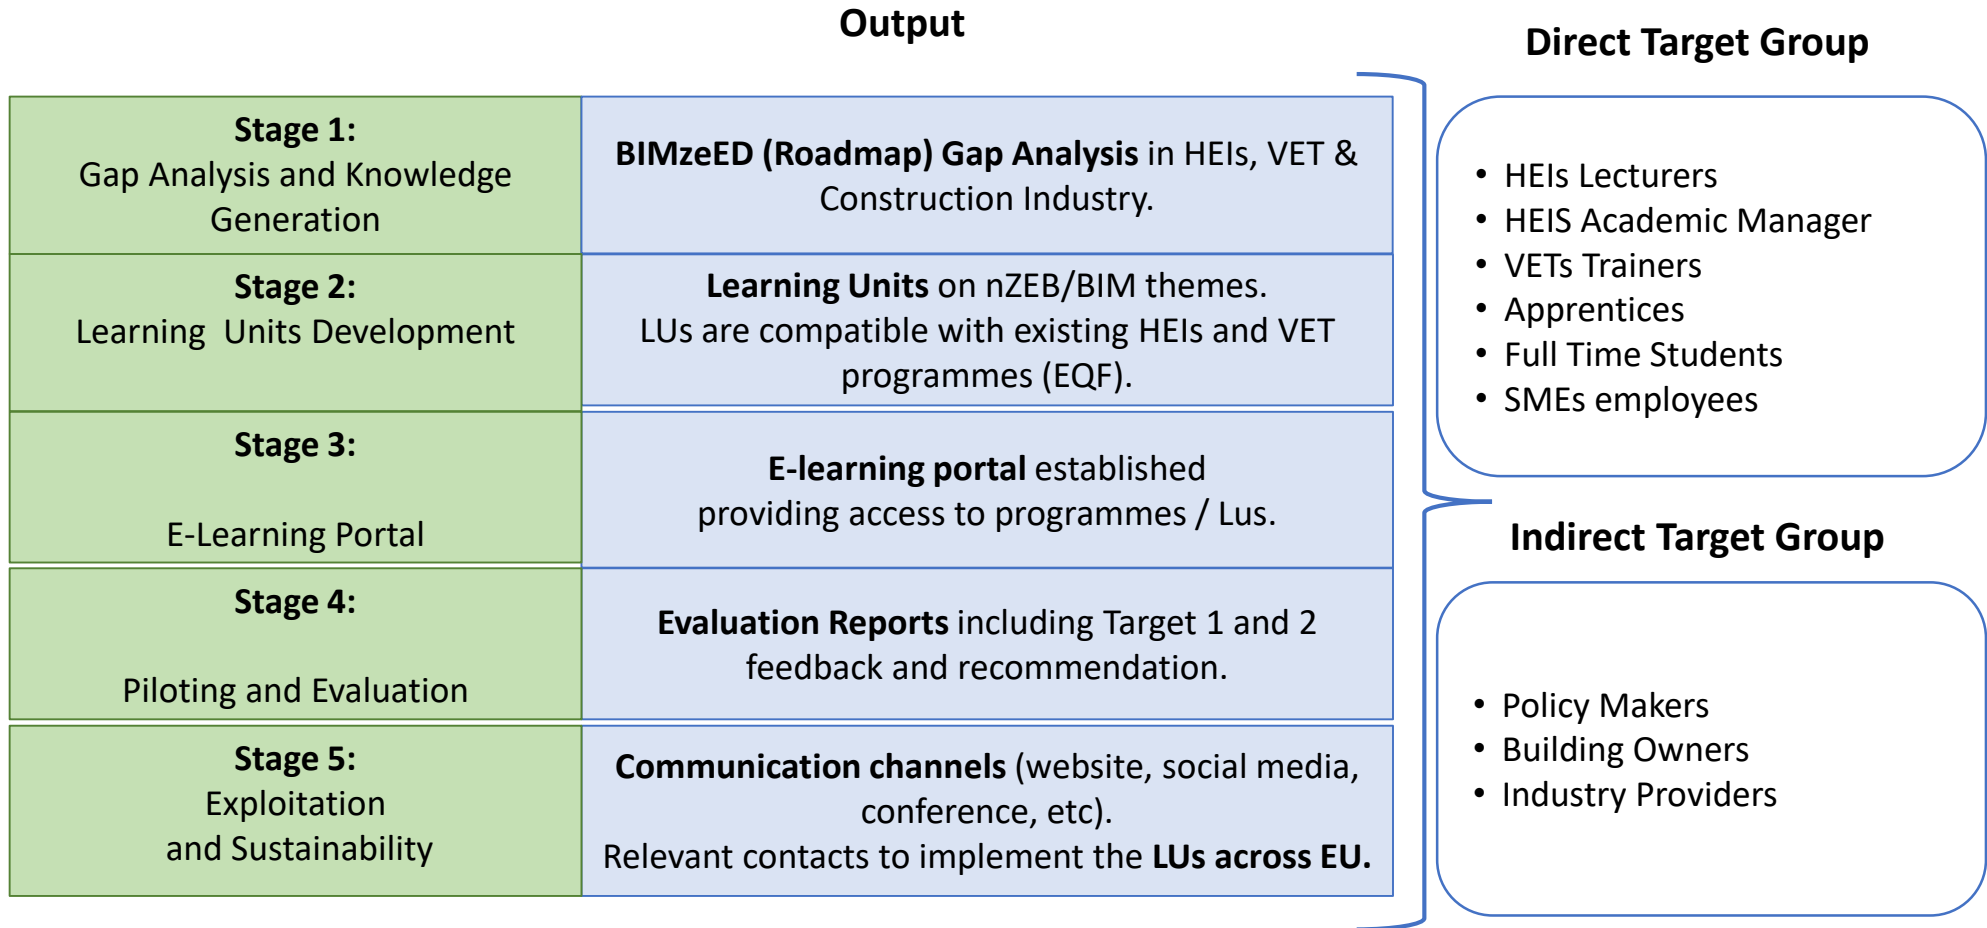 Output
Stage 1:
Gap Analysis and Knowledge
Generation
BIMzeED (Roadmap) Gap Analysis in HEIs, VET &
Construction Industry.
Stage 2:
Learning Units Development
Learning Units on nZEB/BIM themes.
LUs are compatible with existing HEIs and VET
programmes (EQF).
Stage 3:
E-Learning Portal
E-learning portal established
providing access to programmes / Lus.
Stage 4:
Piloting and Evaluation
Evaluation Reports including Target 1 and 2
feedback and recommendation.
Stage 5:
Exploitation
and Sustainability
Communication channels (website, social media,
conference, etc).
Relevant contacts to implement the LUs across EU.
Direct Target Group
• HEIs Lecturers
• HEIS Academic Manager
• VETs Trainers
• Apprentices
• Full Time Students
• SMEs employees
Indirect Target Group
• Policy Makers
• Building Owners
• Industry Providers